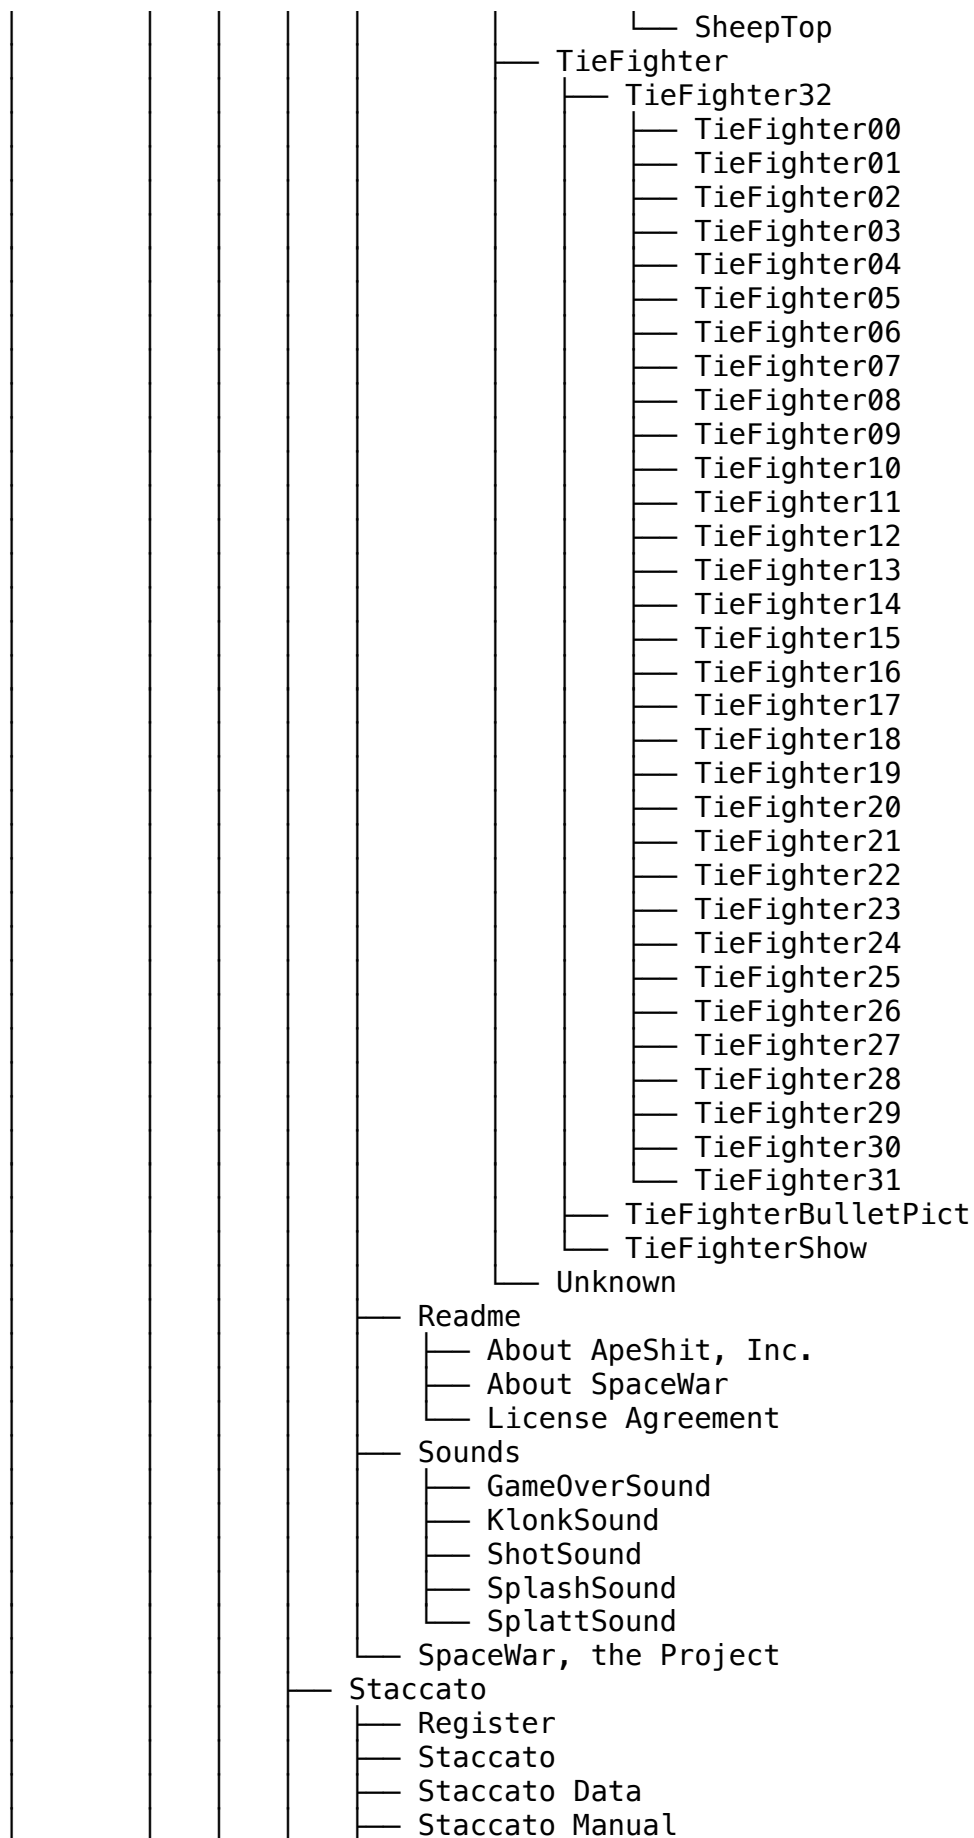 SheepTop
TieFighter
TieFighter32
TieFighter00
TieFighter01
TieFighter02
TieFighter03
TieFighter04
TieFighter05
TieFighter06
TieFighter07
TieFighter08
TieFighter09
TieFighter10
TieFighter11
TieFighter12
TieFighter13
TieFighter14
TieFighter15
TieFighter16
TieFighter17
TieFighter18
TieFighter19
TieFighter20
TieFighter21
TieFighter22
TieFighter23
TieFighter24
TieFighter25
TieFighter26
TieFighter27
TieFighter28
TieFighter29
TieFighter30
TieFighter31
TieFighterBulletPict
TieFighterShow
Unknown
Readme
About ApeShit, Inc.
About SpaceWar
License Agreement
Sounds
GameOverSound
KlonkSound
ShotSound
SplashSound
SplattSound
SpaceWar, the Project
Staccato
Register
Staccato
Staccato Data
Staccato Manual